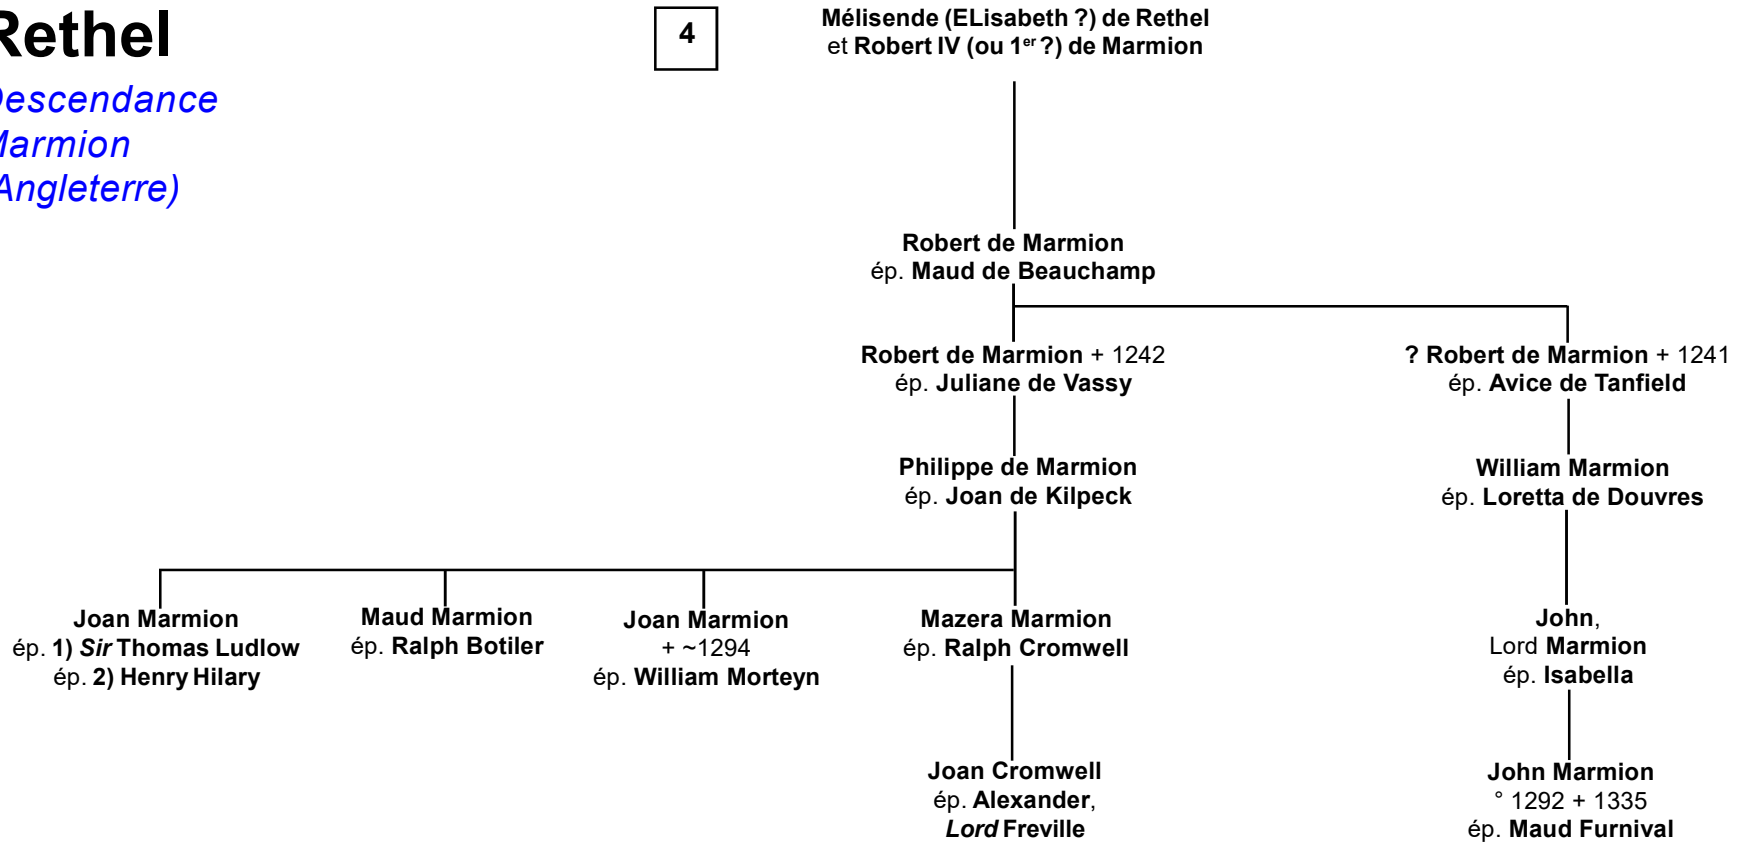 Rethel
Descendance
Marmion
(Angleterre)
4
Mélisende (ELisabeth ?) de Rethel
et Robert IV (ou 1er ?) de Marmion
Robert de Marmion
ép. Maud de Beauchamp
Robert de Marmion + 1242
ép. Juliane de Vassy
? Robert de Marmion + 1241
ép. Avice de Tanfield
Philippe de Marmion
ép. Joan de Kilpeck
William Marmion
ép. Loretta de Douvres
Joan Marmion
ép. 1) Sir Thomas Ludlow
ép. 2) Henry Hilary
Maud Marmion
ép. Ralph Botiler
Joan Marmion
+ ~1294
ép. William Morteyn
Mazera Marmion
ép. Ralph Cromwell
John,
Lord Marmion
ép. Isabella
Joan Cromwell
ép. Alexander,
Lord Freville
John Marmion
° 1292 + 1335
ép. Maud Furnival